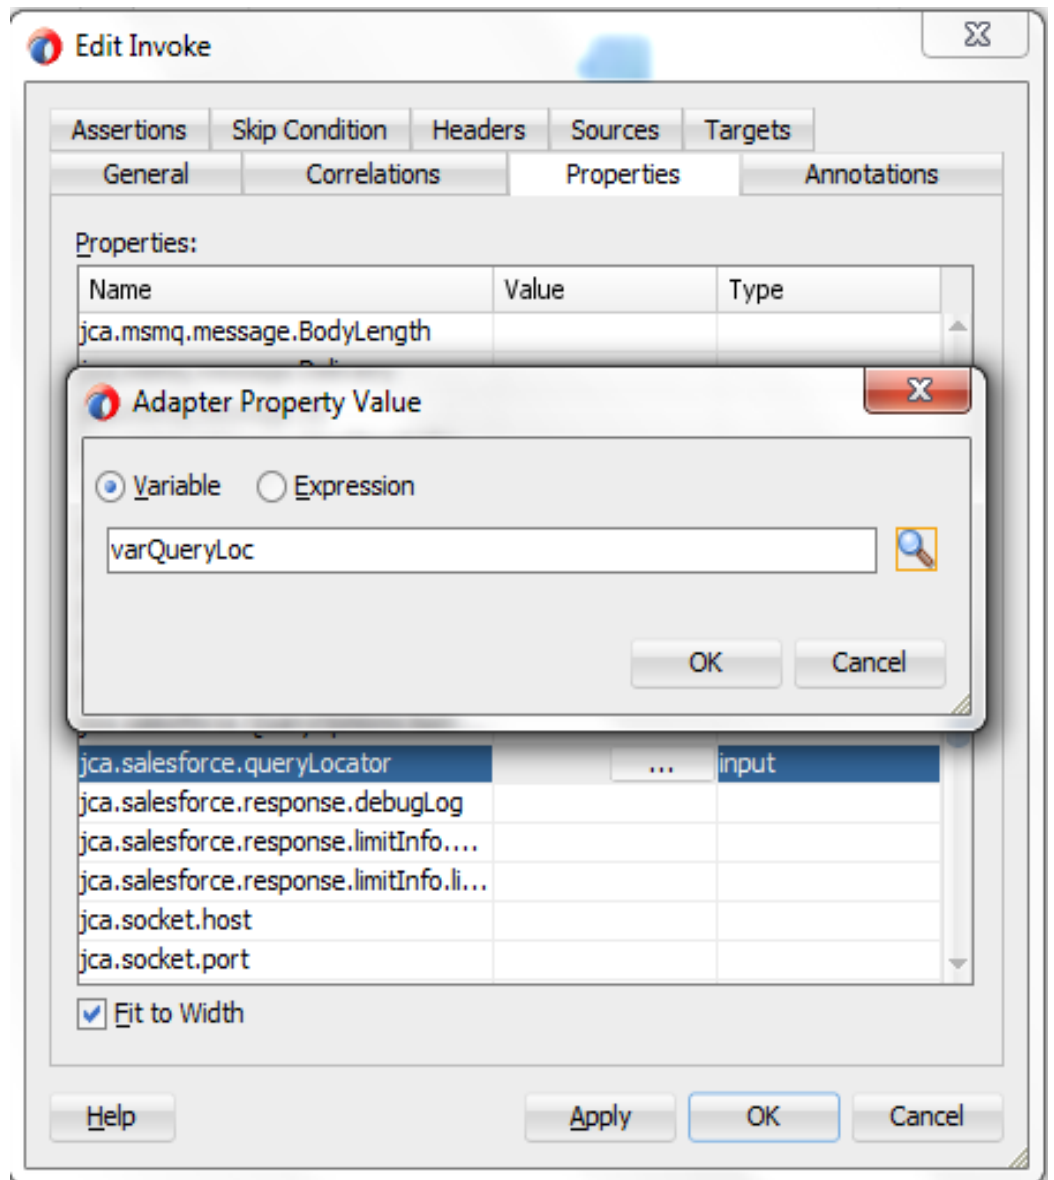 Edit Invoke
Assertions Skip Condition Headers Sources Targets
General Correlations Properties Annotations
Properties:
Name Value Type
jca.msmq.message.BodyLength
Adapter Property Value
Variable Expression
varQueryLoc
OK Cancel
jca.salesforce.queryLocator ... input
jca.salesforce.response.debugLog
jca.salesforce.response.limitInfo....
jca.salesforce.response.limitInfo.li...
jca.socket.host
jca.socket.port
Fit to Width
Help Apply OK Cancel